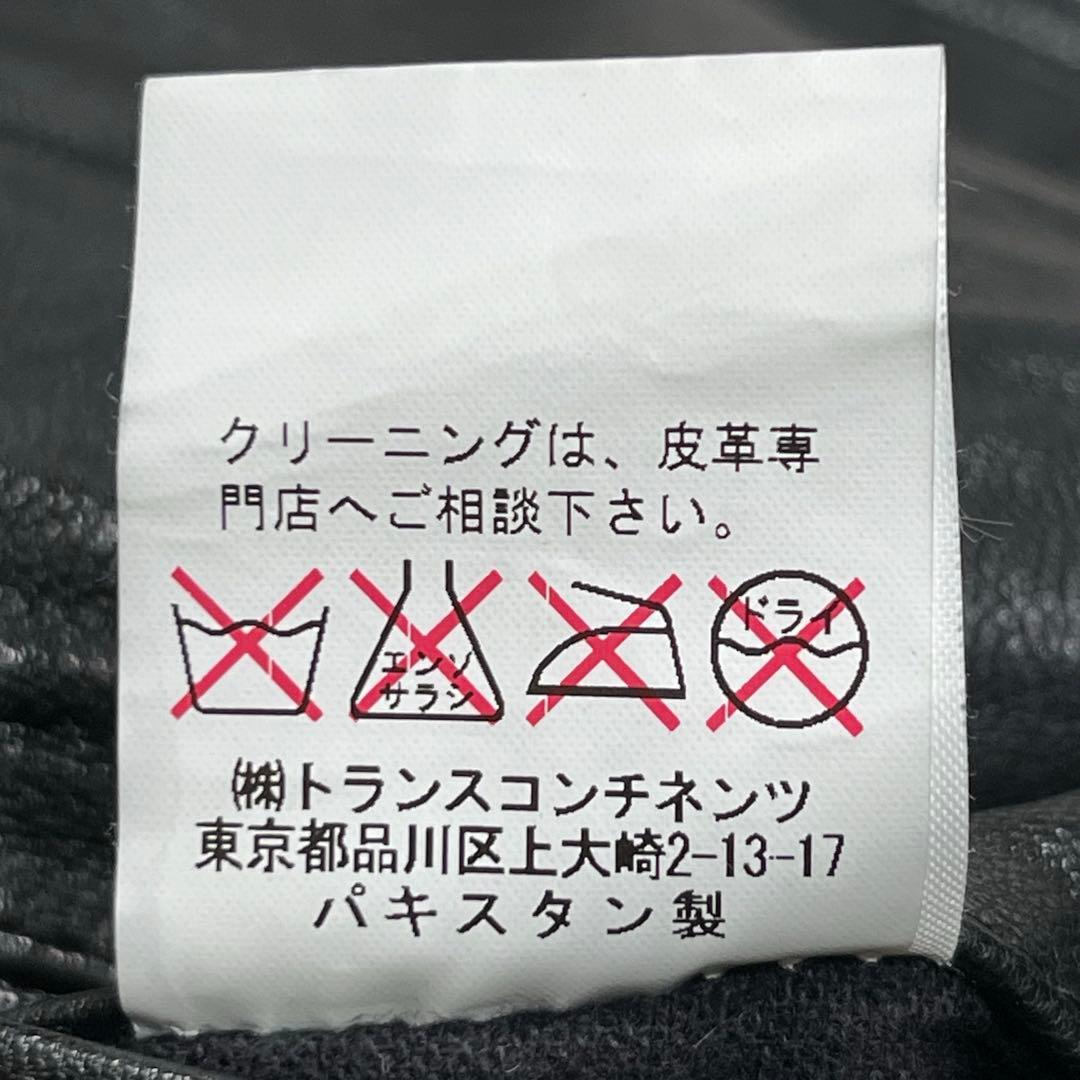 クリーニングは、皮革専
門店へご相談下さい。
エンソ
サラシ
ドライ
㈱トランスコンチネンツ
東京都品川区上大崎2-13-17
パキスタン製